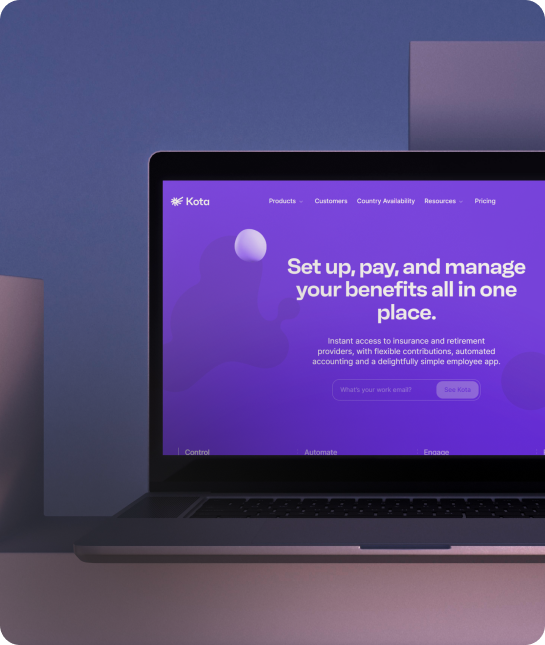 Kota
Products
Customers
Country Availability
Resources
Pricing
Set up, pay, and manage
your benefits all in one
place.
Instant access to insurance and retirement
providers, with flexible contributions, automated
accounting and a delightfully simple employee app.
What's your work email?
See Kota
Control
Automate
Engage